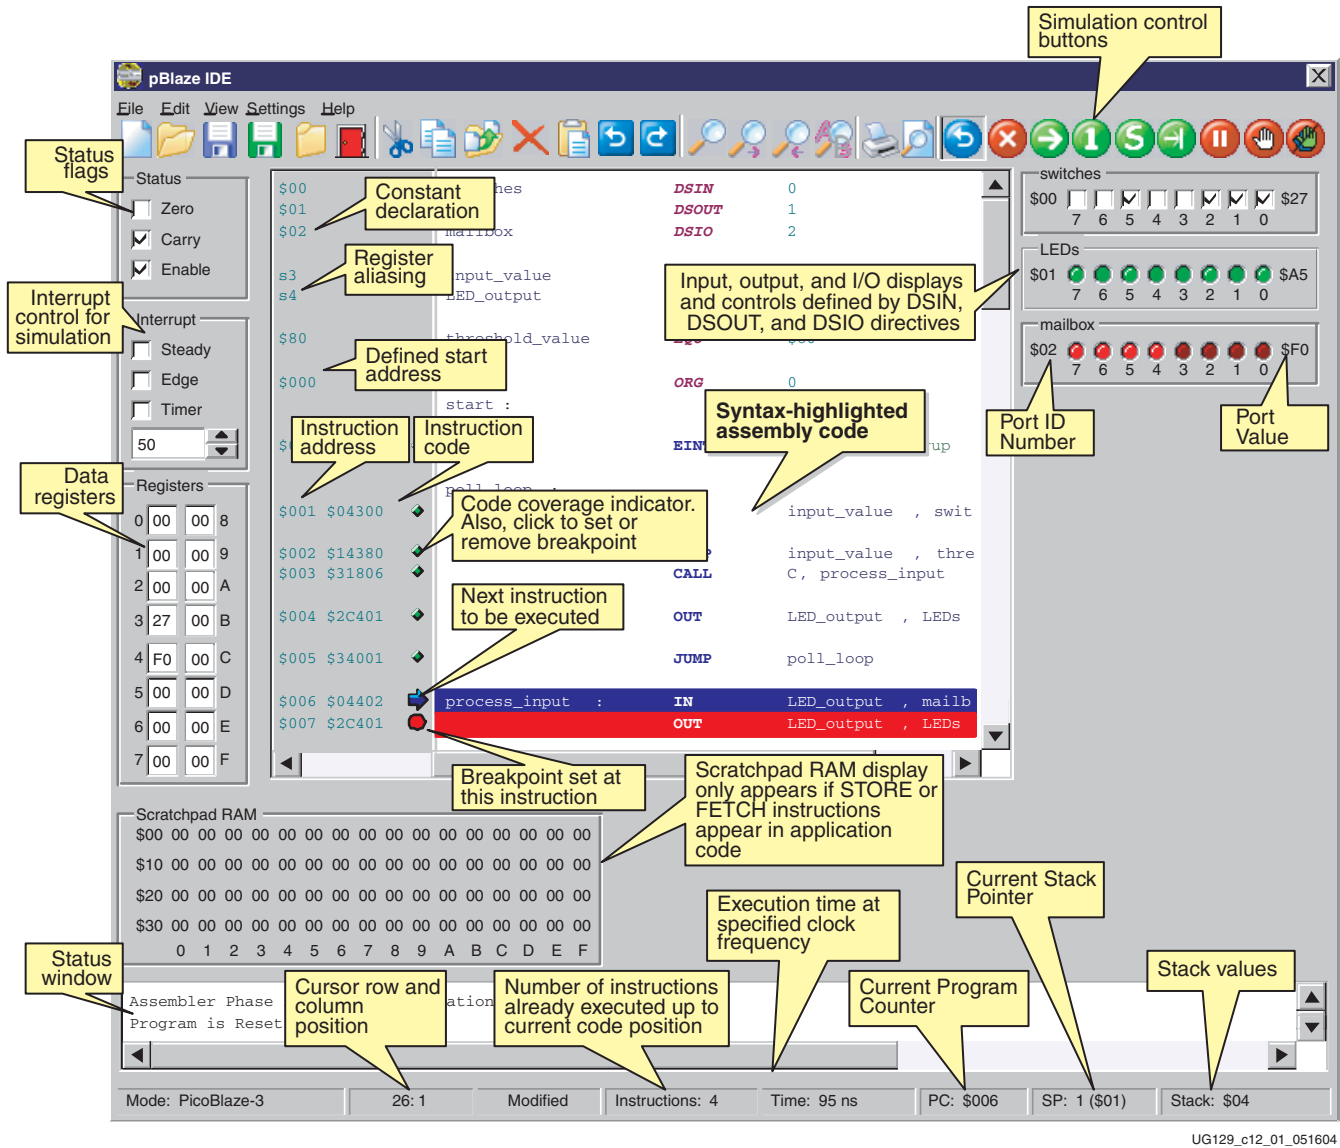 Simulation control
buttons
pBlaze IDE
File Edit View Settings Help
Status
flags
Status
Zero
Carry
Enable
Interrupt
control for
simulation
Interrupt
Steady
Edge
Timer
50
Data
registers
Registers
0 00 00 8
1 00 00 9
2 00 00 A
3 27 00 B
4 F0 00 C
5 00 00 D
6 00 00 E
7 00 00 F
$00 DSIN 0
$01 DSOUT 1
$02 mailbox DSIO 2
Constant
declaration
s3 input_value
s4 LED_output
Register
aliasing
$80 threshold_value EQU
Defined start
address
$000 ORG 0
start :
Syntax-highlighted
assembly code
Instruction
address
Instruction
code
poll_loop :
Code coverage indicator.
Also, click to set or
remove breakpoint
$001 $04300 input_value , swit
$002 $14380 input_value , thre
$003 $31806 CALL C, process_input
Next instruction
to be executed
$004 $2C401 OUT LED_output , LEDs
$005 $34001 JUMP poll_loop
$006 $04402 process_input : IN LED_output , mailb
$007 $2C401 OUT LED_output , LEDs
Breakpoint set at
this instruction
switches
$00 $27
7 6 5 4 3 2 1 0
LEDs
$01 $A5
7 6 5 4 3 2 1 0
Input, output, and I/O displays
and controls defined by DSIN,
DSOUT, and DSIO directives
mailbox
$02 $F0
7 6 5 4 3 2 1 0
Port ID
Number
Port
Value
Scratchpad RAM display
only appears if STORE or
FETCH instructions
appear in application
code
Scratchpad RAM
$00 00 00 00 00 00 00 00 00 00 00 00 00 00 00 00 00
$10 00 00 00 00 00 00 00 00 00 00 00 00 00 00 00 00
$20 00 00 00 00 00 00 00 00 00 00 00 00 00 00 00 00
$30 00 00 00 00 00 00 00 00 00 00 00 00 00 00 00 00
0 1 2 3 4 5 6 7 8 9 A B C D E F
Status
window
Assembler Phase
Program is Reset
Cursor row and
column
position
Number of instructions
already executed up to
current code position
Execution time at
specified clock
frequency
Current Program
Counter
Current Stack
Pointer
Stack values
Mode: PicoBlaze-3 26: 1 Modified Instructions: 4 Time: 95 ns PC: $006 SP: 1 ($01) Stack: $04
UG129_c12_01_051604